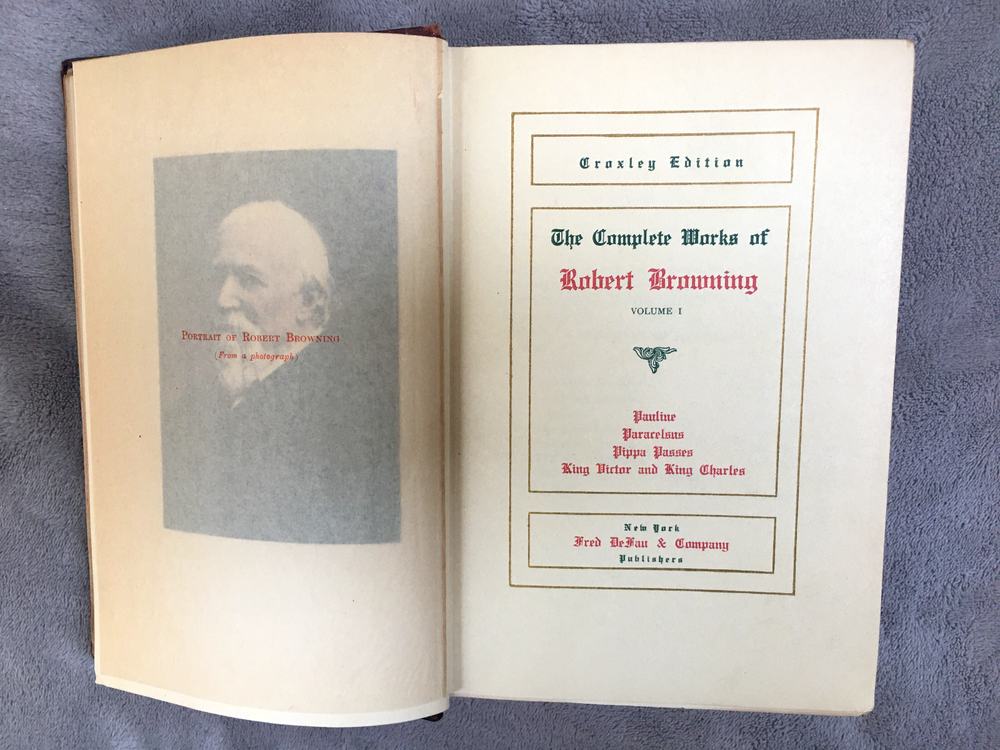 PORTRAIT OF ROBERT BROWNING
(From a photograph)
Croxley Edition
The Complete Works of
Robert Browning
VOLUME I
Pauline
Paracelsus
Pippa Passes
King Victor and King Charles
New York
Fred DeFau & Company
Publishers